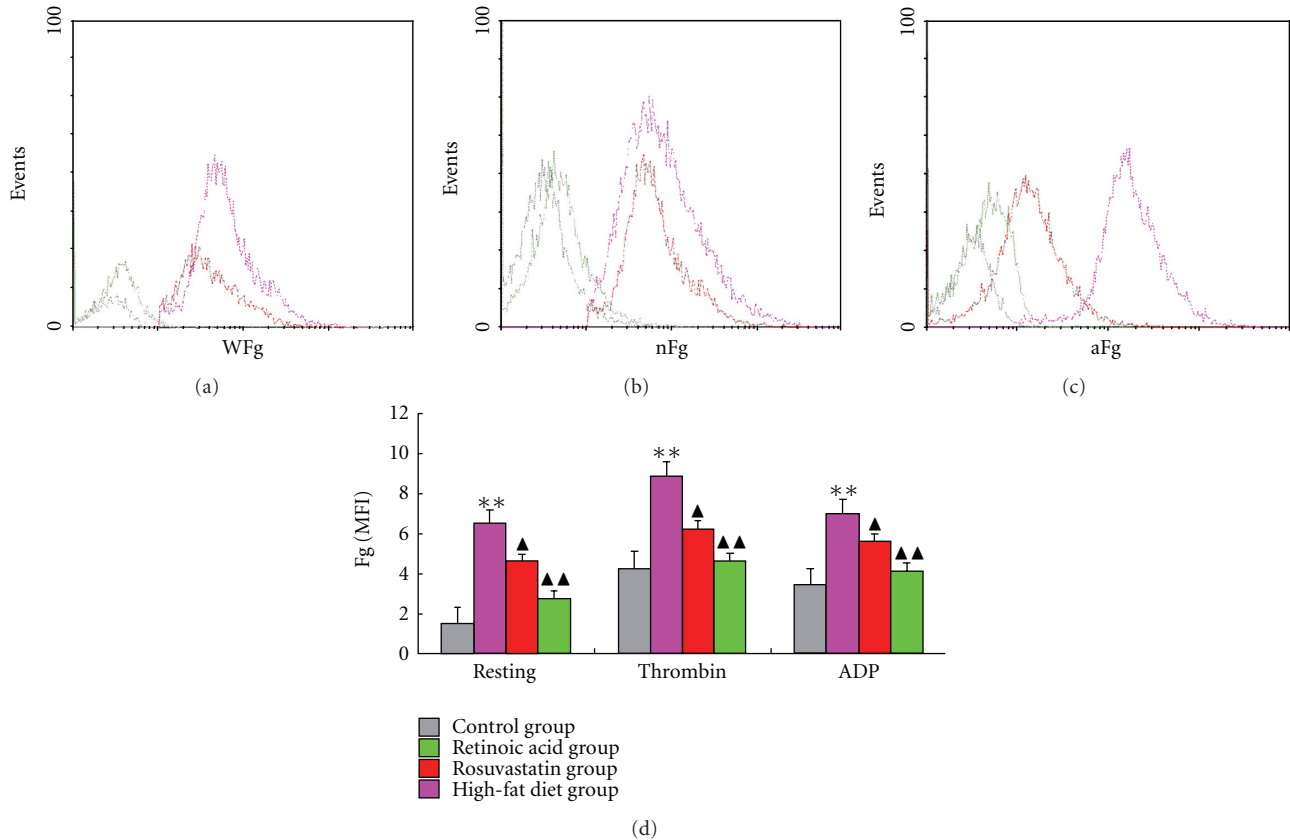 100
Events
0
WFg
(a)
100
Events
0
nFg
(b)
100
Events
0
aFg
(c)
12
10
8
6
4
2
0
Fg (MFI)
**
▲
▲▲
**
▲
▲▲
**
▲
▲▲
Resting
Thrombin
ADP
Control group
Retinoic acid group
Rosuvastatin group
High-fat diet group
(d)